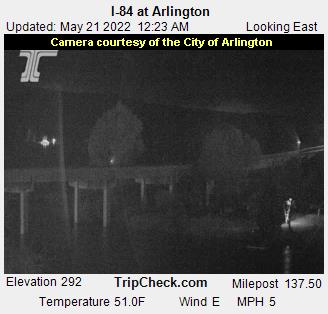 I-84 at Arlington
Updated: May 21 2022 12:23 AM Looking East
Camera courtesy of the City of Arlington
Elevation 292 TripCheck.com Milepost 137.50
Temperature 51.0F Wind E MPH 5